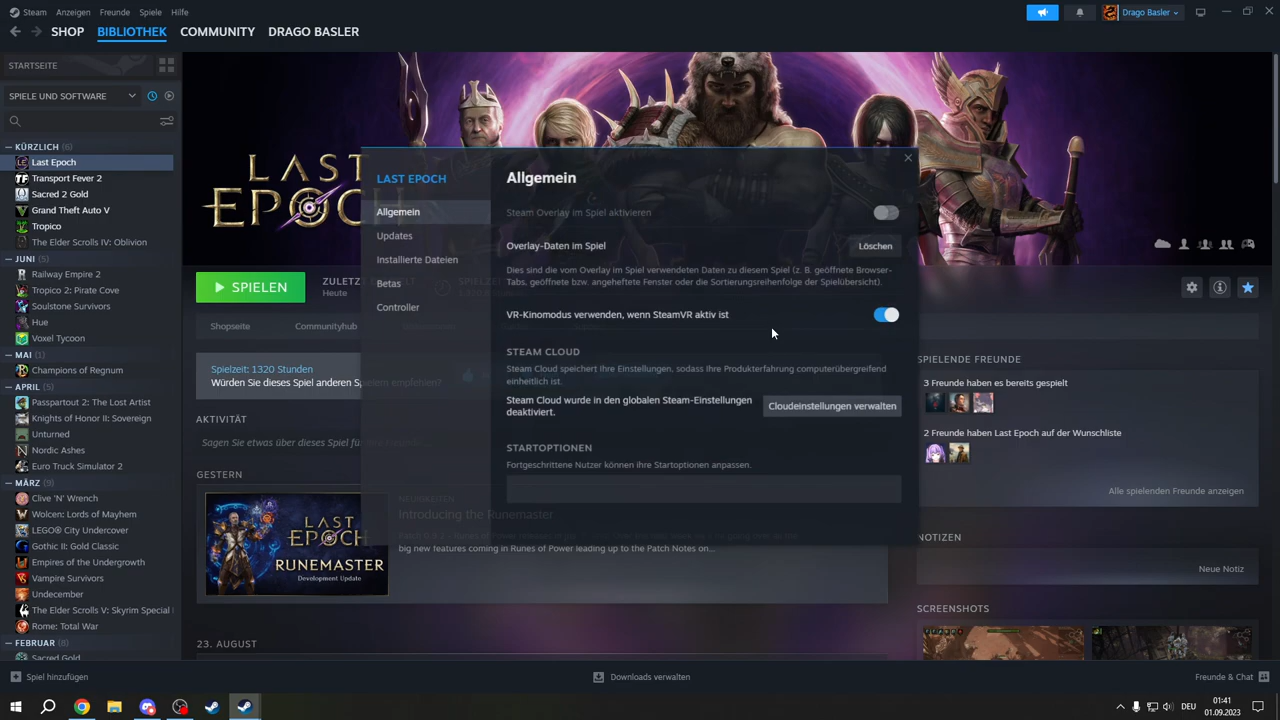 Steam Anzeigen Freunde Spiele Hilfe
Drago Basler
SHOP BIBLIOTHEK COMMUNITY DRAGO BASLER
STARTSEITE
SPIELE UND SOFTWARE
KÜRZLICH (6)
Last Epoch
Transport Fever 2
Sacred 2 Gold
Grand Theft Auto V
Tropico
The Elder Scrolls IV: Oblivion
JUNI (5)
Railway Empire 2
Tropico 2: Pirate Cove
Soulstone Survivors
Hue
Voxel Tycoon
MAI (1)
Champions of Regnum
APRIL (5)
Passpartout 2: The Lost Artist
Knights of Honor II: Sovereign
Unturned
Nordic Ashes
Euro Truck Simulator 2
MÄRZ (9)
Clive 'N' Wrench
Wolcen: Lords of Mayhem
LEGO® City Undercover
Gothic II: Gold Classic
Empires of the Undergrowth
Vampire Survivors
Undecember
The Elder Scrolls V: Skyrim Special
Rome: Total War
FEBRUAR (8)
Sacred Gold
LAST
EPOCH
SPIELEN
ZULETZ
Heute
Shopseite Communityhub
Spielzeit: 1320 Stunden
Würden Sie dieses Spiel anderen Spielern empfehlen?
AKTIVITÄT
Sagen Sie etwas über dieses Spiel für
GESTERN
LAST
EPOCH
RUNEMASTER
Development Update
NEUIGKEITEN
Introducing the Runemaster
big new features coming in Runes of Power leading up to the Patch Notes on...
23. AUGUST
LAST EPOCH
Allgemein
Updates
Installierte Dateien
Betas
Controller
Allgemein
Steam Overlay im Spiel aktivieren
Overlay-Daten im Spiel
Löschen
Dies sind die vom Overlay im Spiel verwendeten Daten zu diesem Spiel (z. B. geöffnete Browser-
Tabs, geöffnete bzw. angeheftete Fenster oder die Sortierungsreihenfolge der Spielübersicht).
VR-Kinomodus verwenden, wenn SteamVR aktiv ist
STEAM CLOUD
Steam Cloud speichert Ihre Einstellungen, sodass Ihre Produkterfahrung computerübergreifend
einheitlich ist.
Steam Cloud wurde in den globalen Steam-Einstellungen
deaktiviert.
Cloudeinstellungen verwalten
STARTOPTIONEN
Fortgeschrittene Nutzer können ihre Startoptionen anpassen.
SPIELENDE FREUNDE
3 Freunde haben es bereits gespielt
2 Freunde haben Last Epoch auf der Wunschliste
Alle spielenden Freunde anzeigen
NOTIZEN
Neue Notiz
SCREENSHOTS
Spiel hinzufügen
Downloads verwalten
Freunde & Chat
DEU
01:41
01.09.2023